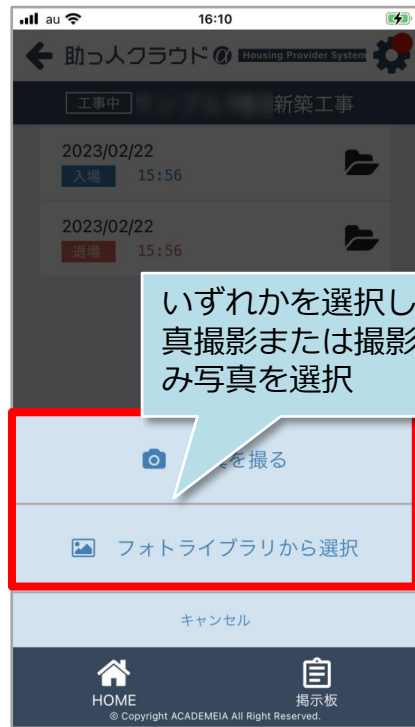 au 16:10
助っ人クラウド α Housing Provider System
工事中 新築工事
2023/02/22
入場 15:56
2023/02/22
退場 15:56
いずれかを選択し
真撮影または撮影
み写真を選択
を撮る
フォトライブラリから選択
キャンセル
HOME 掲示板
© Copyright ACADEMEIA All Right Reserved.